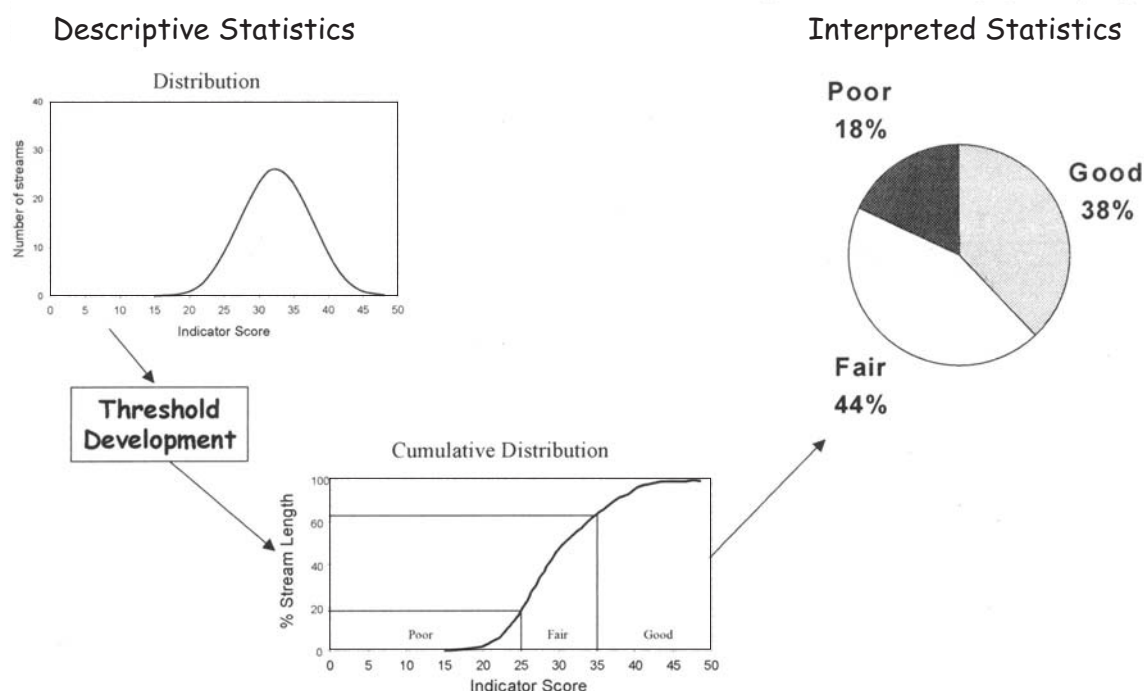 Descriptive Statistics
Interpreted Statistics
Distribution
40
30
20
10
0
Number of streams
0 5 10 15 20 25 30 35 40 45 50
Indicator Score
Threshold
Development
Cumulative Distribution
100
60
40
20
0
% Stream Length
Poor
Fair
Good
0 5 10 15 20 25 30 35 40 45 50
Indicator Score
Poor
18%
Good
38%
Fair
44%